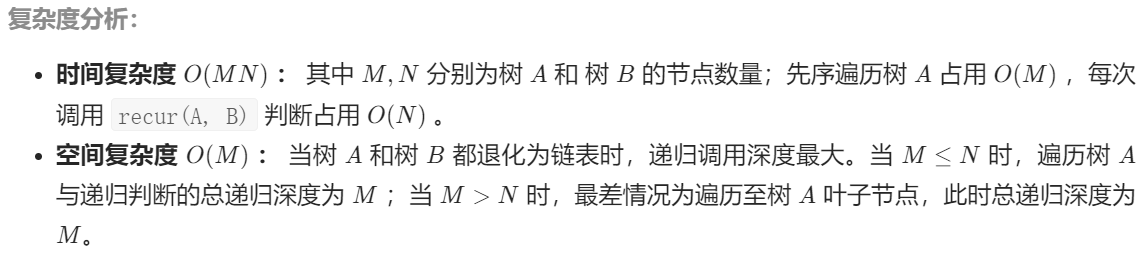 复杂度分析：
• 时间复杂度 O(MN) ： 其中 M, N 分别为树 A 和 树 B 的节点数量；先序遍历树 A 占用 O(M) ，每次
调用 recur(A, B) 判断占用 O(N) 。
• 空间复杂度 O(M) ： 当树 A 和树 B 都退化为链表时，递归调用深度最大。当 M ≤ N 时，遍历树 A
与递归判断的总递归深度为 M ；当 M > N 时，最差情况为遍历至树 A 叶子节点，此时总递归深度为
M。